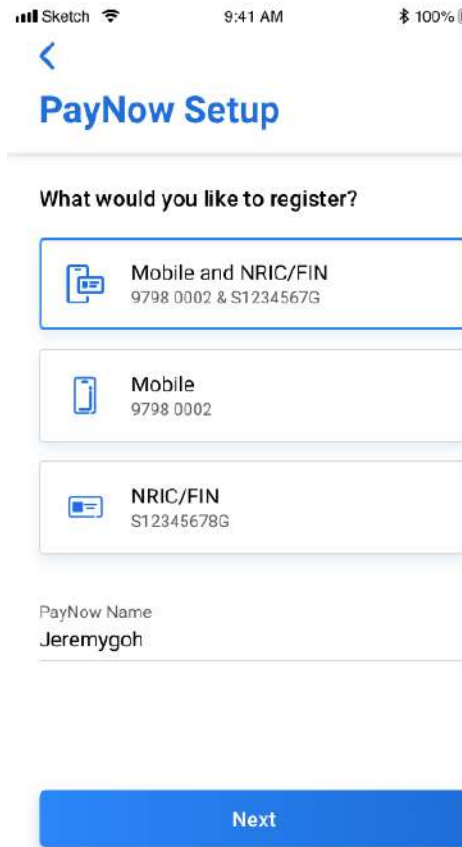 Sketch 9:41 AM 100%
PayNow Setup
What would you like to register?
Mobile and NRIC/FIN
9798 0002 & S1234567G
Mobile
9798 0002
NRIC/FIN
S12345678G
PayNow Name
Jeremygoh
Next